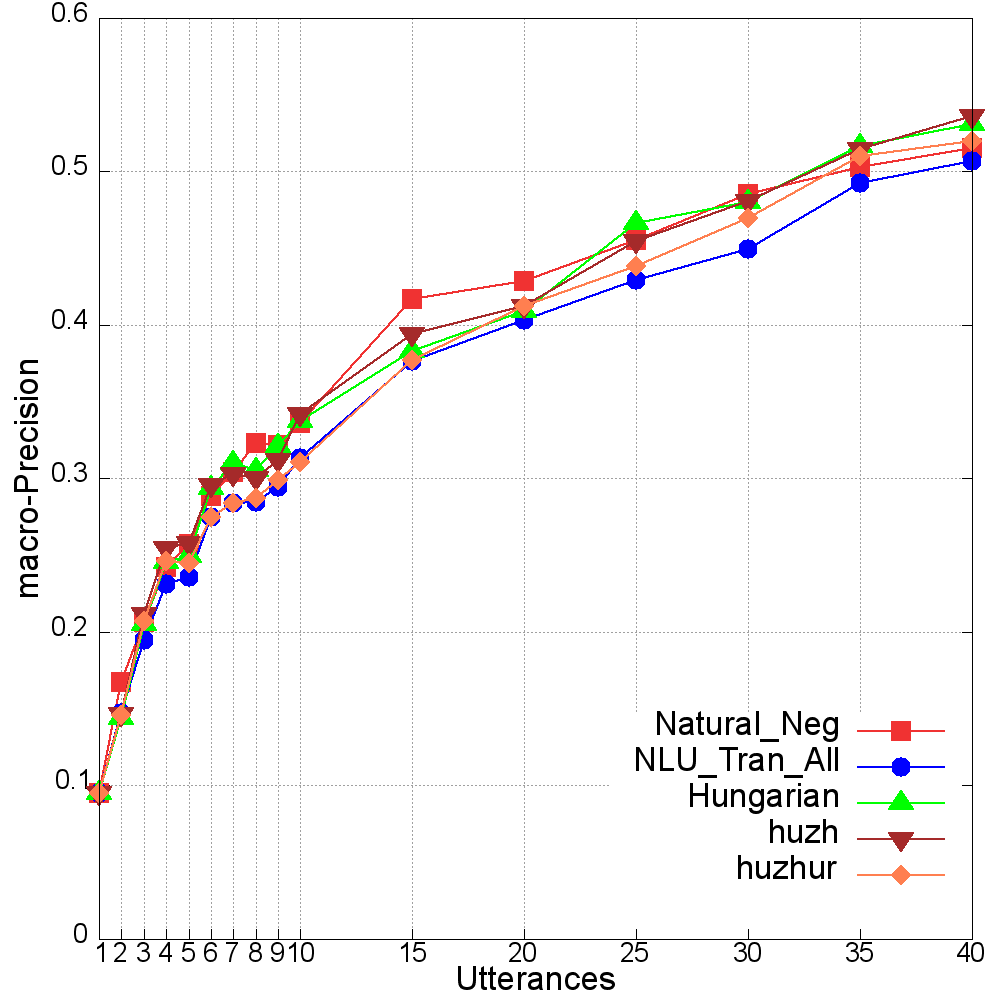 0.6
0.5
0.4
0.3
0.2
0.1
0
macro-Precision
Natural_Neg
NLU_Tran_All
Hungarian
huzh
huzhur
1 2 3 4 5 6 7 8 9 10 15 20 25 30 35 40
Utterances